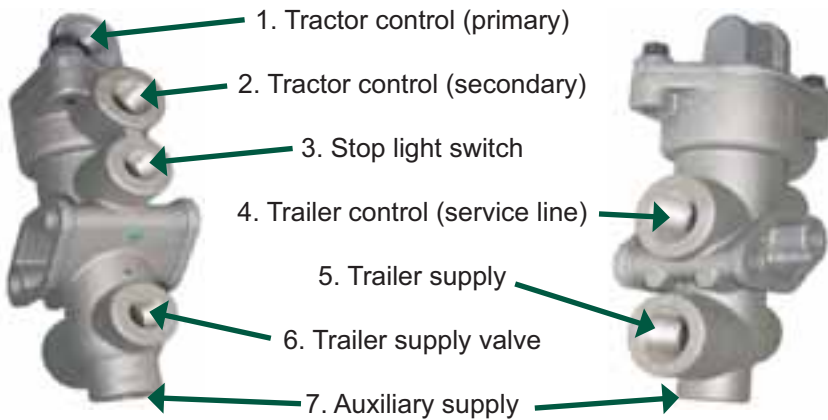 1. Tractor control (primary)
2. Tractor control (secondary)
3. Stop light switch
4. Trailer control (service line)
5. Trailer supply
6. Trailer supply valve
7. Auxiliary supply